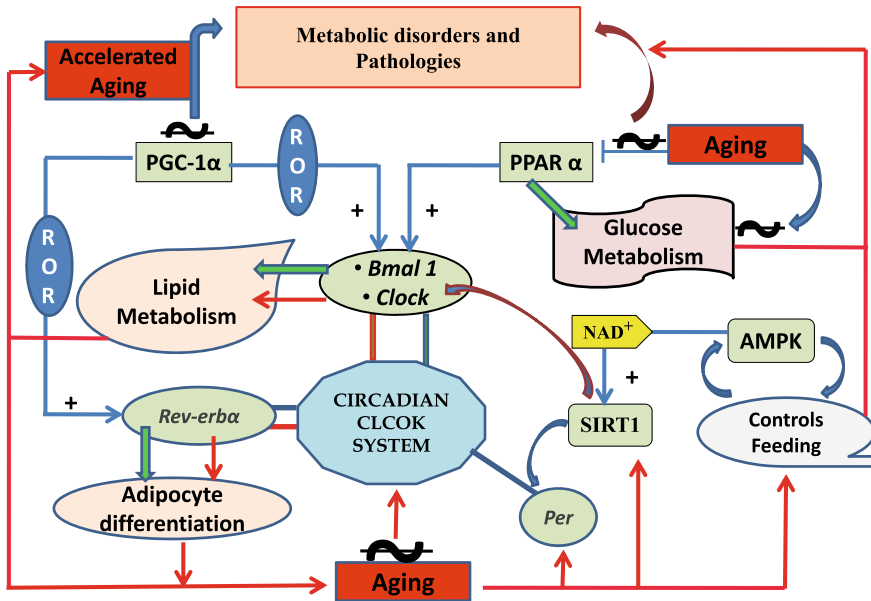 Metabolic disorders and
Pathologies
Accelerated
Aging
PGC-1α
R
O
R
PPAR α
Aging
R
O
R
+
+
Glucose
Metabolism
• Bmal 1
• Clock
Lipid
Metabolism
NAD+
AMPK
+
+
Rev-erbα
CIRCADIAN
CLCOK
SYSTEM
SIRT1
Controls
Feeding
Adipocyte
differentiation
Per
Aging